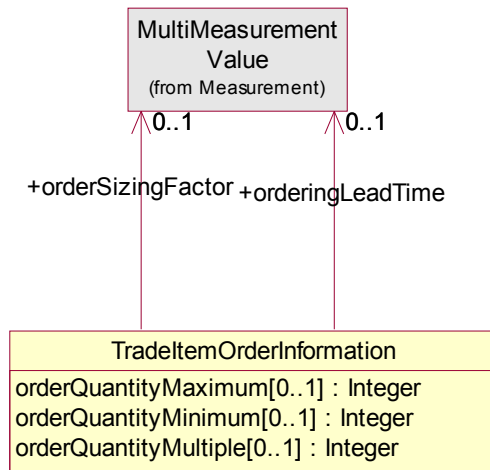 MultiMeasurement
Value
(from Measurement)
0..1
0..1
+orderSizingFactor
+orderingLeadTime
TradeItemOrderInformation
orderQuantityMaximum[0..1] : Integer
orderQuantityMinimum[0..1] : Integer
orderQuantityMultiple[0..1] : Integer